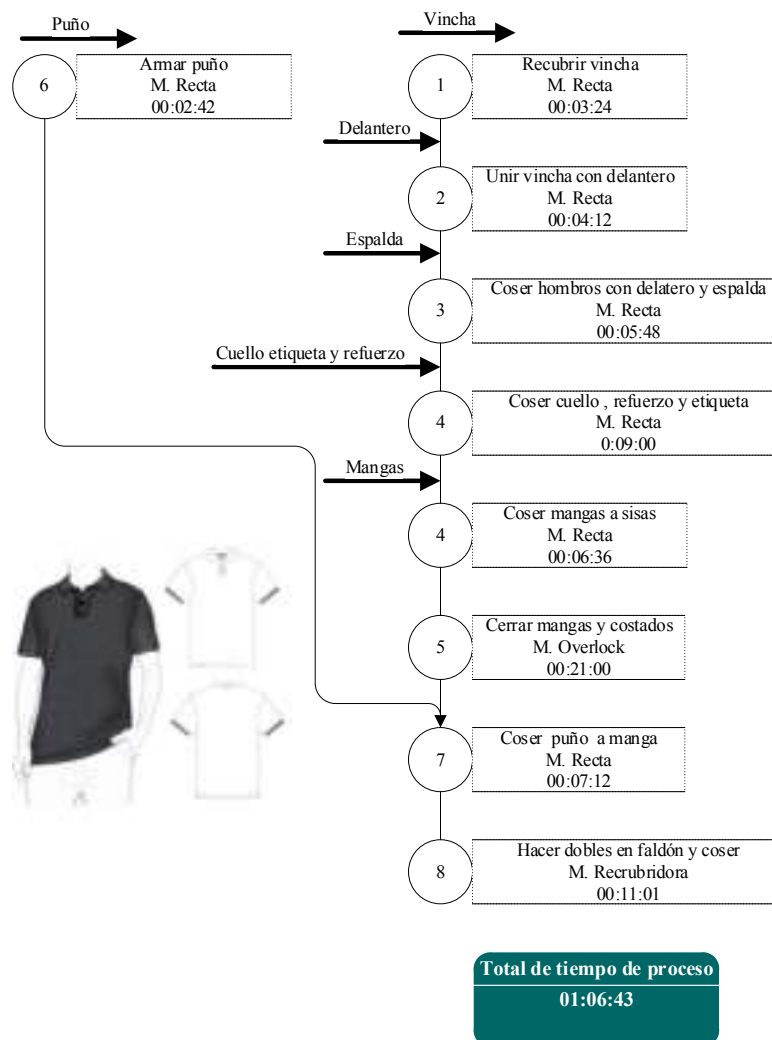 Puño
6
Armar puño
M. Recta
00:02:42
Vincha
1
Recubrir vincha
M. Recta
00:03:24
Delantero
2
Unir vincha con delantero
M. Recta
00:04:12
Espalda
3
Coser hombros con delatero y espalda
M. Recta
00:05:48
Cuello etiqueta y refuerzo
4
Coser cuello , refuerzo y etiqueta
M. Recta
0:09:00
Mangas
4
Coser mangas a sisas
M. Recta
00:06:36
5
Cerrar mangas y costados
M. Overlock
00:21:00
7
Coser puño a manga
M. Recta
00:07:12
8
Hacer dobles en faldón y coser
M. Recrubridora
00:11:01
Total de tiempo de proceso
01:06:43